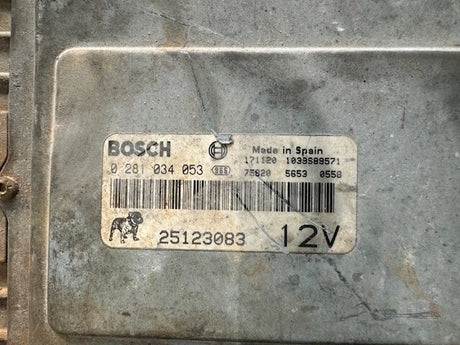 BOSCH
Made in Spain
171120 1039S89571
0 281 034 053
75820 5653 0558
25123083 12V